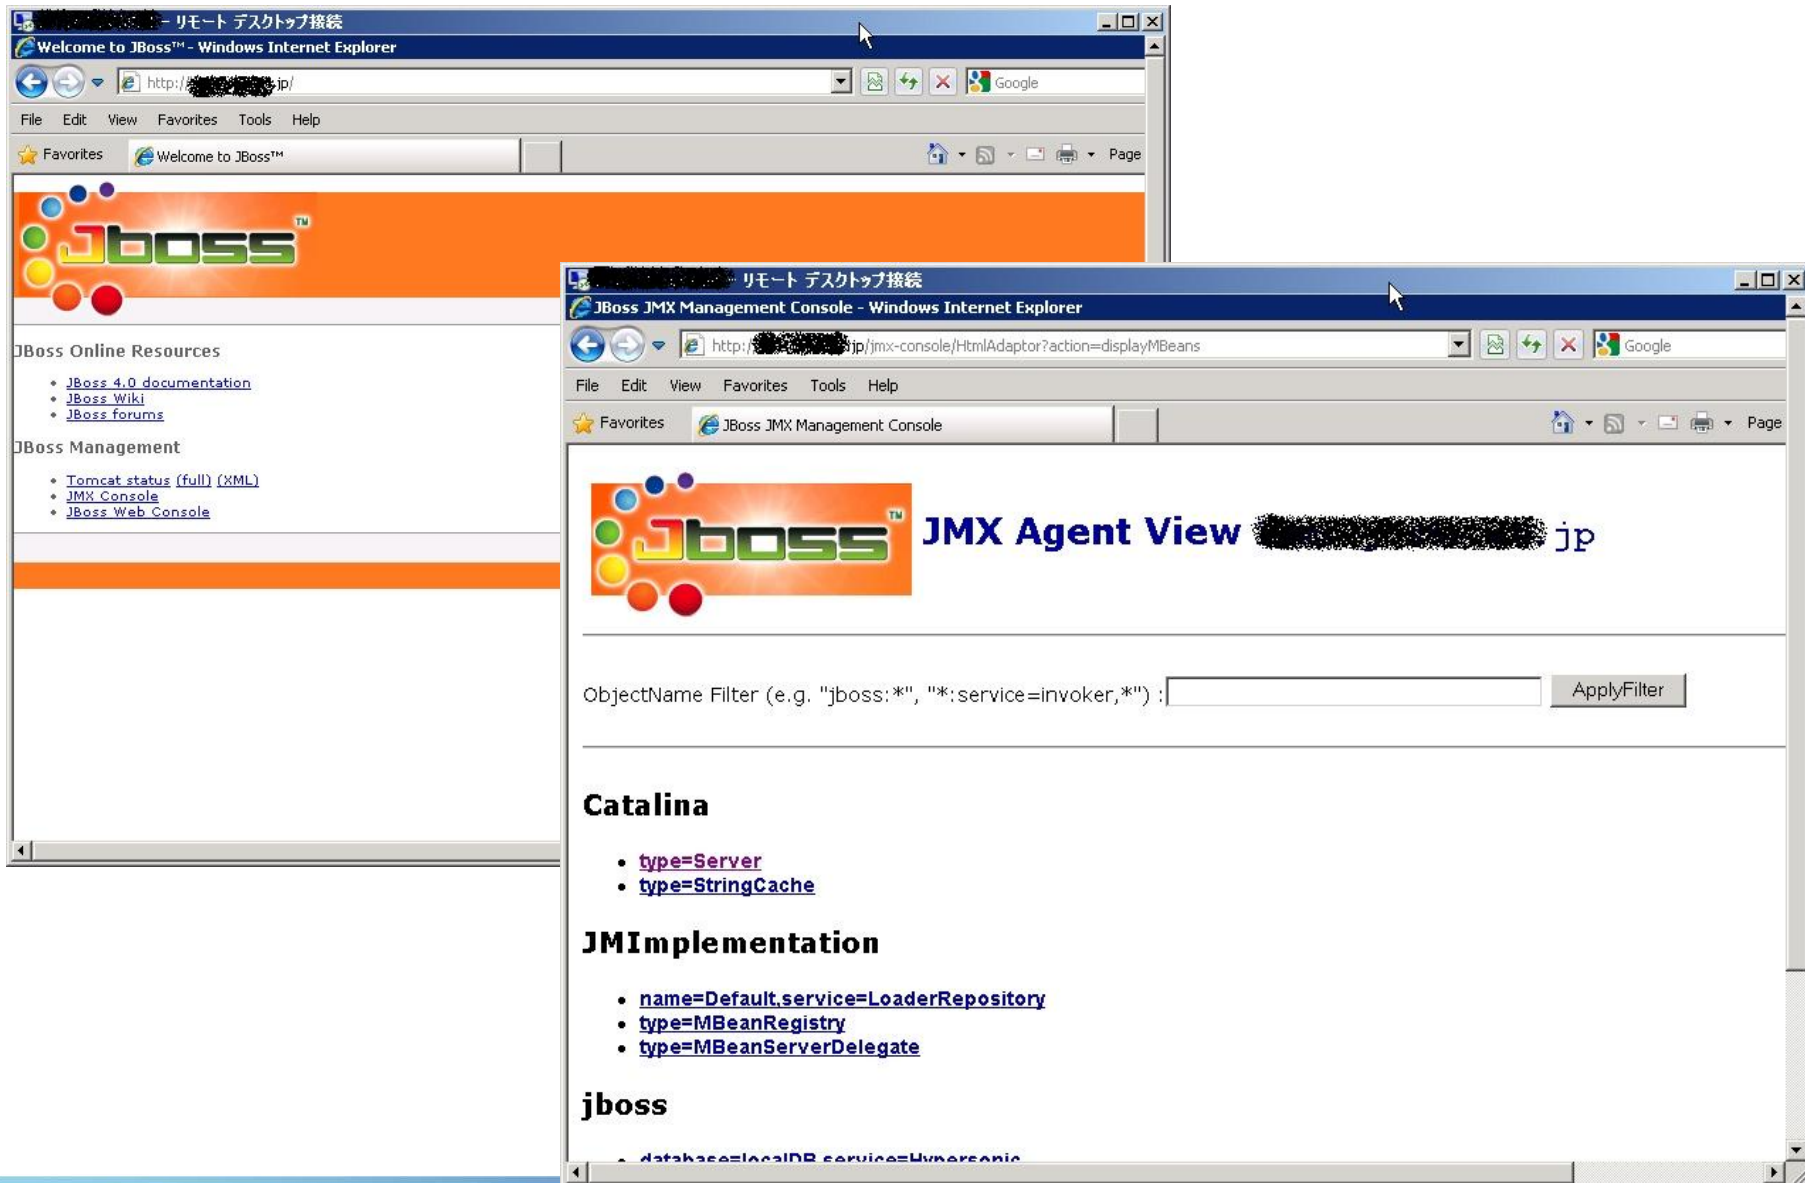 - リモート デスクトップ接続
Welcome to JBoss™ - Windows Internet Explorer
http:// jp/
Google
File Edit View Favorites Tools Help
Favorites
Welcome to JBoss™
Page
Jboss™
JBoss Online Resources
JBoss 4.0 documentation
JBoss Wiki
JBoss forums
JBoss Management
Tomcat status (full) (XML)
JMX Console
JBoss Web Console
- リモート デスクトップ接続
JBoss JMX Management Console - Windows Internet Explorer
http:/ jp/jmx-console/HtmlAdaptor?action=displayMBeans
Google
File Edit View Favorites Tools Help
Favorites
JBoss JMX Management Console
Page
Jboss™
JMX Agent View jp
ObjectName Filter (e.g. "jboss:*", "*:service=invoker,*") :
ApplyFilter
Catalina
type=Server
type=StringCache
JMImplementation
name=Default,service=LoaderRepository
type=MBeanRegistry
type=MBeanServerDelegate
jboss
database=localDB,service=Hypersonic